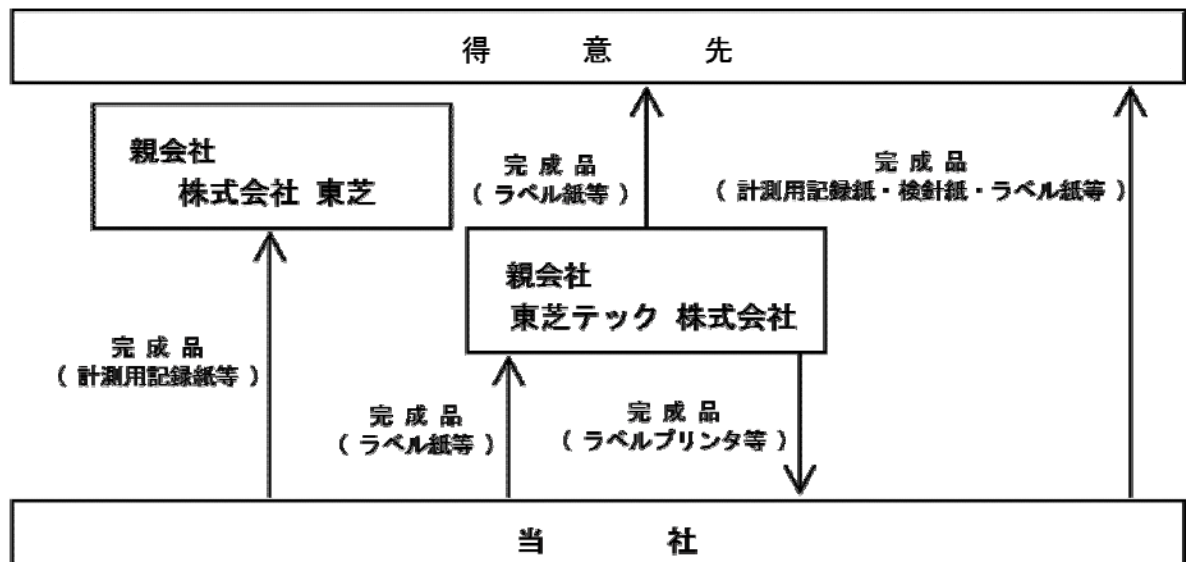 得 意 先
親会社
株式会社 東芝
完成品
( ラベル紙等 )
完成品
( 計測用記録紙・検針紙・ラベル紙等 )
親会社
東芝テック 株式会社
完成品
( 計測用記録紙等 )
完成品
( ラベル紙等 )
完成品
( ラベルプリンタ等 )
当 社